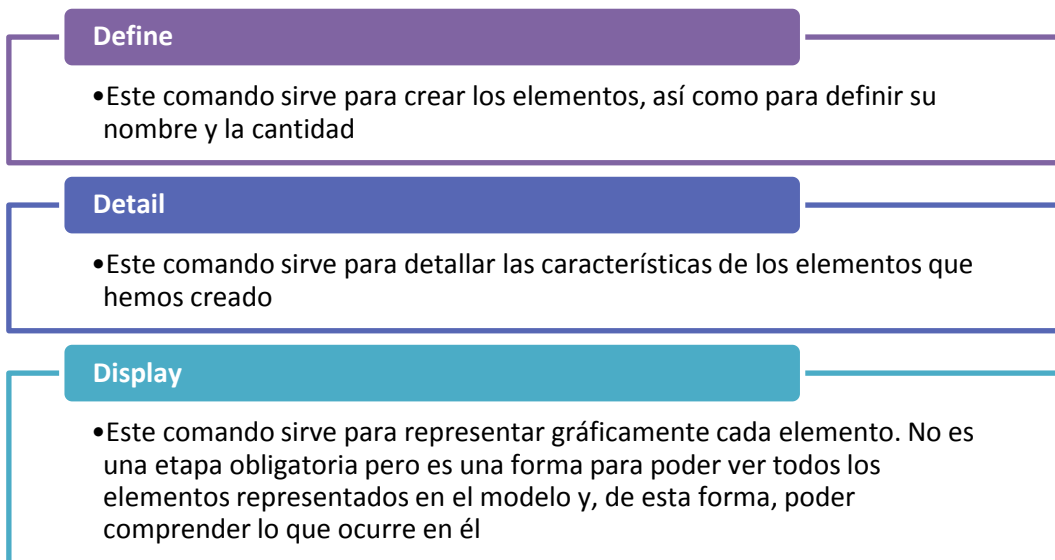 Define
•Este comando sirve para crear los elementos, así como para definir su
nombre y la cantidad
Detail
•Este comando sirve para detallar las características de los elementos que
hemos creado
Display
•Este comando sirve para representar gráficamente cada elemento. No es
una etapa obligatoria pero es una forma para poder ver todos los
elementos representados en el modelo y, de esta forma, poder
comprender lo que ocurre en él